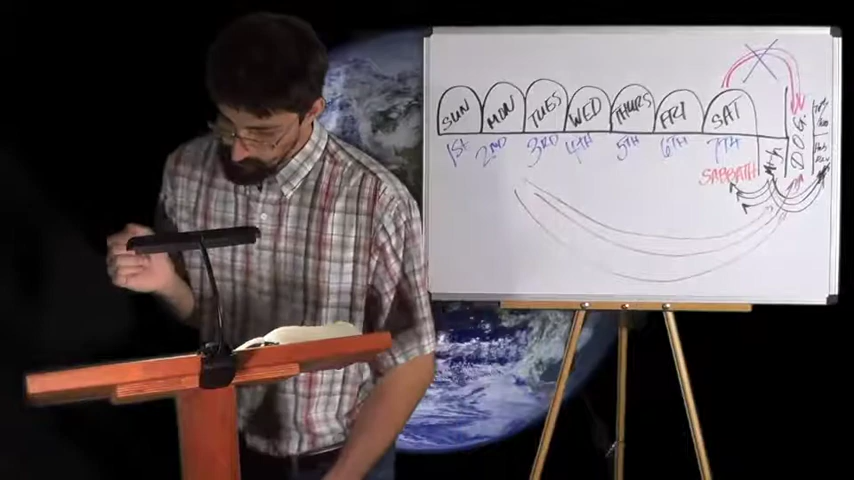 SUN MON TUES WED THURS FRI SAT
1ST 2ND 3RD 4TH 5TH 6TH 7TH
SABBATH